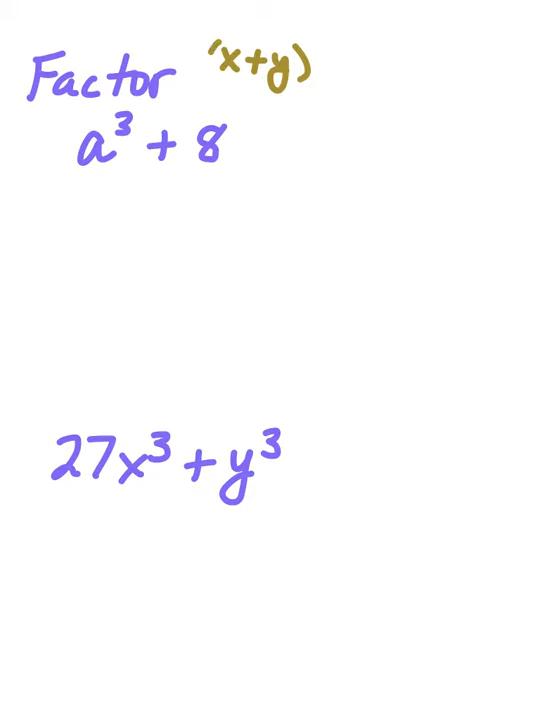 Factor (x+y)
a³ + 8
27x³ + y³